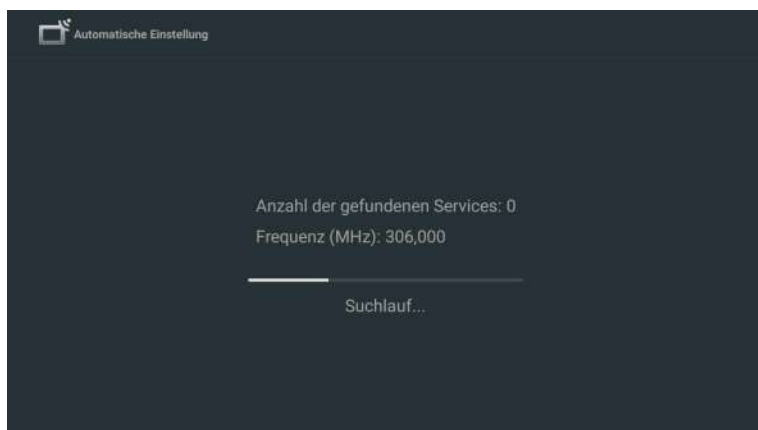 Automatische Einstellung
Anzahl der gefundenen Services: 0
Frequenz (MHz): 306,000
Suchlauf...